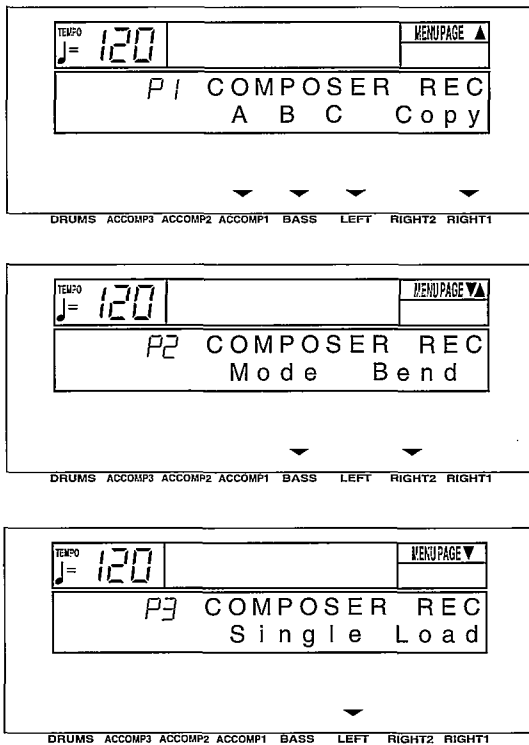 TEMPO
♩= 120
MENU PAGE ▲
P1 COMPOSER REC
A B C Copy
DRUMS ACCOMP3 ACCOMP2 ACCOMP1 BASS LEFT RIGHT2 RIGHT1
TEMPO
♩= 120
MENU PAGE ▼▲
P2 COMPOSER REC
Mode Bend
DRUMS ACCOMP3 ACCOMP2 ACCOMP1 BASS LEFT RIGHT2 RIGHT1
TEMPO
♩= 120
MENU PAGE ▼
P3 COMPOSER REC
Single Load
DRUMS ACCOMP3 ACCOMP2 ACCOMP1 BASS LEFT RIGHT2 RIGHT1